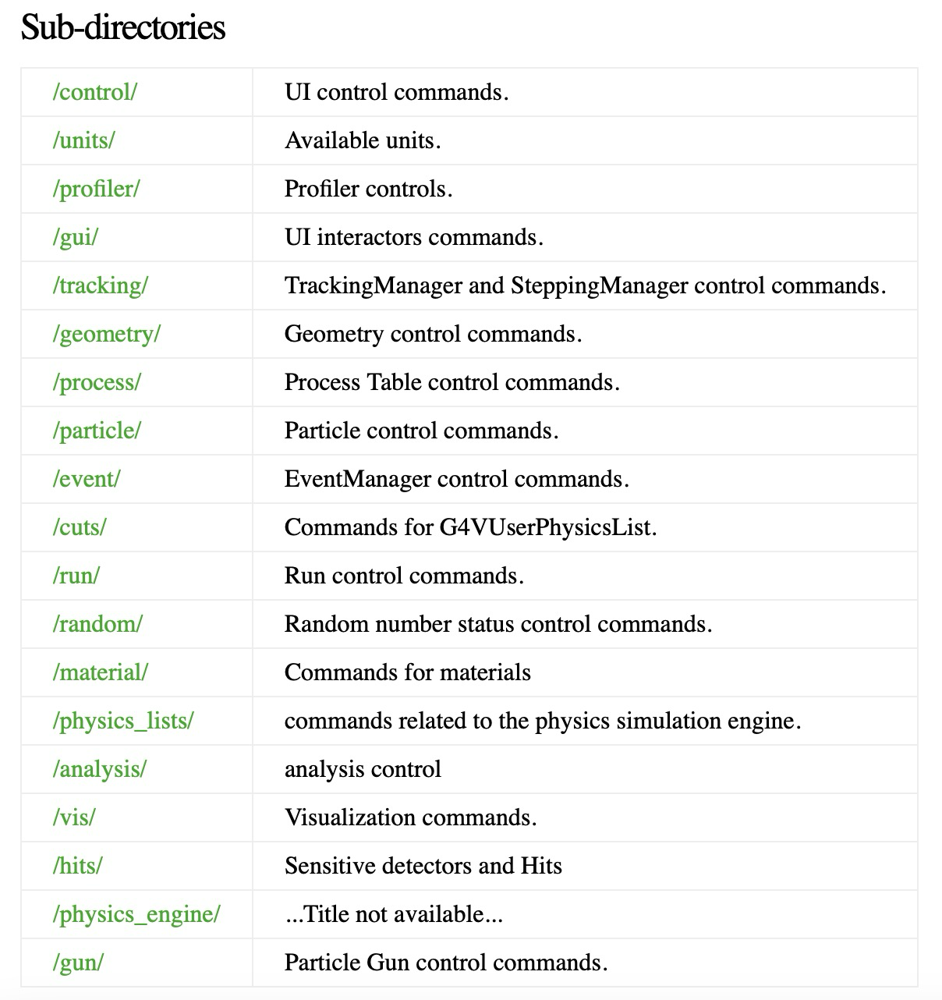 Sub-directories
/control/ UI control commands.
/units/ Available units.
/profiler/ Profiler controls.
/gui/ UI interactors commands.
/tracking/ TrackingManager and SteppingManager control commands.
/geometry/ Geometry control commands.
/process/ Process Table control commands.
/particle/ Particle control commands.
/event/ EventManager control commands.
/cuts/ Commands for G4VUserPhysicsList.
/run/ Run control commands.
/random/ Random number status control commands.
/material/ Commands for materials
/physics_lists/ commands related to the physics simulation engine.
/analysis/ analysis control
/vis/ Visualization commands.
/hits/ Sensitive detectors and Hits
/physics_engine/ ...Title not available...
/gun/ Particle Gun control commands.